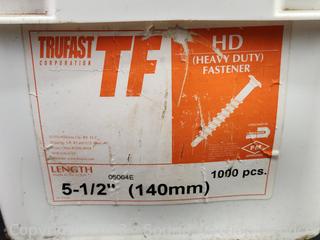 TRUFAST
CORPORATION
TF
HD
(HEAVY DUTY)
FASTENER
LENGTH
05064E
1000 pcs.
5-1/2" (140mm)